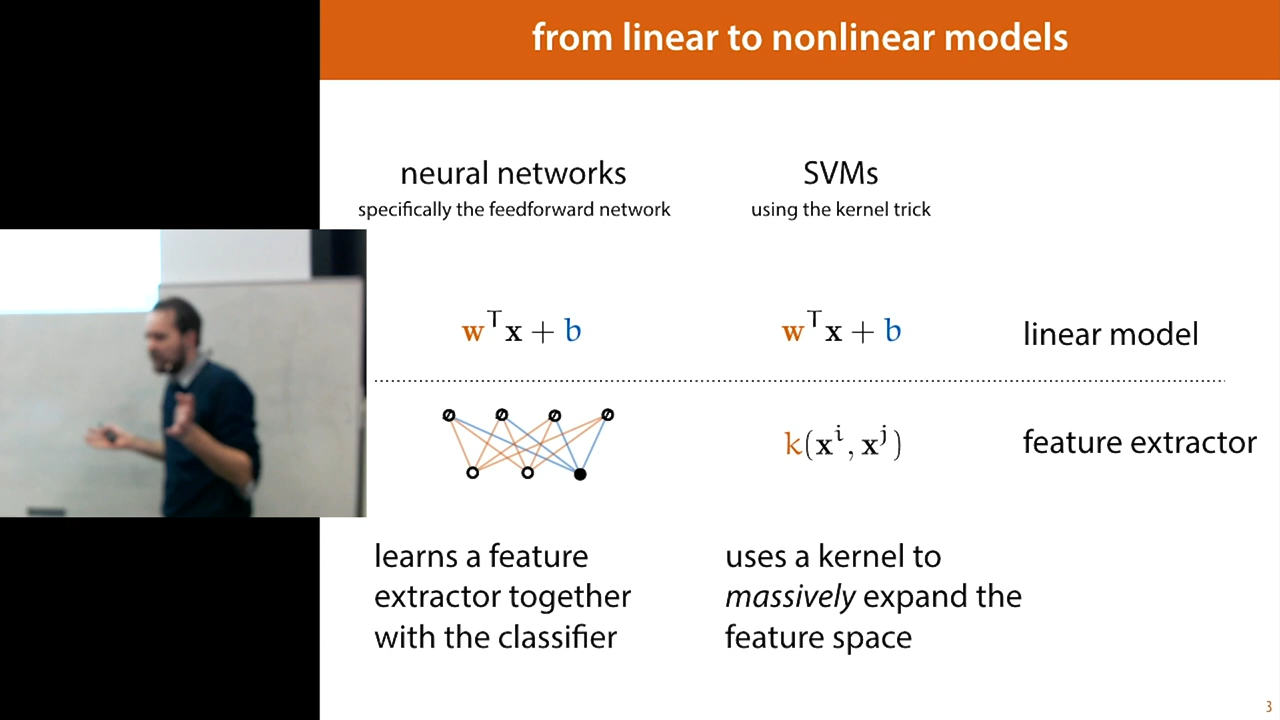 from linear to nonlinear models
neural networks
specifically the feedforward network
SVMs
using the kernel trick
wᵀx + b
wᵀx + b
linear model
k(xⁱ, xʲ)
feature extractor
learns a feature
extractor together
with the classifier
uses a kernel to
massively expand the
feature space
3